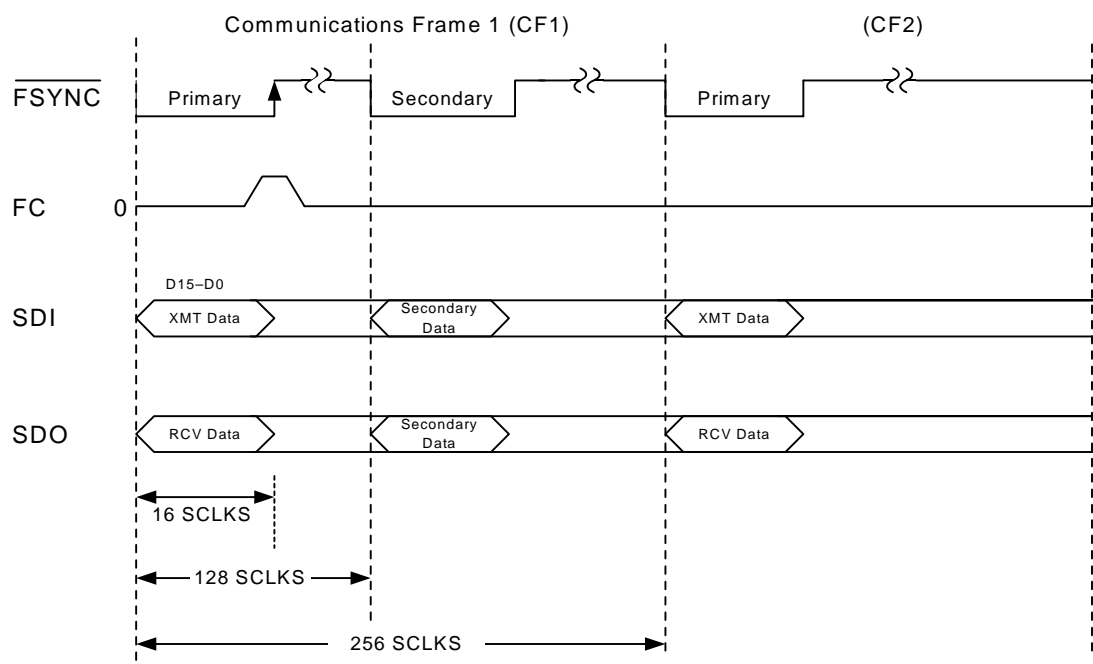 Communications Frame 1 (CF1)
(CF2)
FSYNC
Primary
Secondary
Primary
FC
0
D15–D0
SDI
XMT Data
Secondary
Data
XMT Data
SDO
RCV Data
Secondary
Data
RCV Data
16 SCLKS
128 SCLKS
256 SCLKS